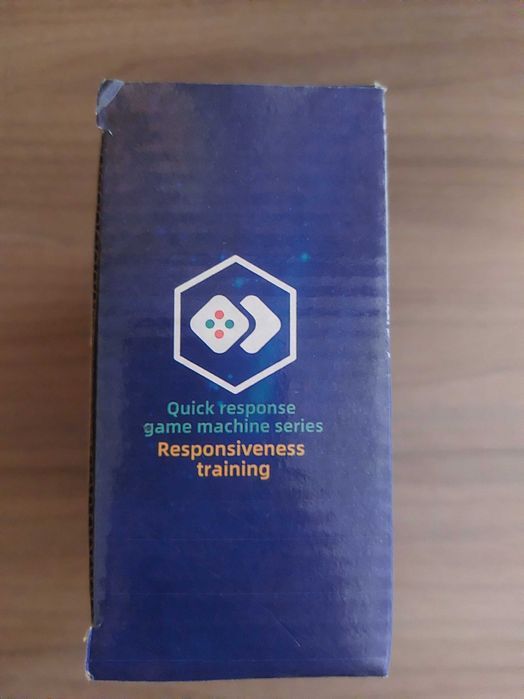 Quick response
game machine series
Responsiveness
training